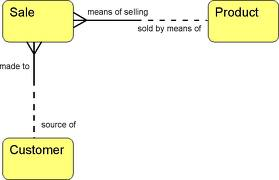 Sale
means of selling
Product
sold by means of
made to
source of
Customer